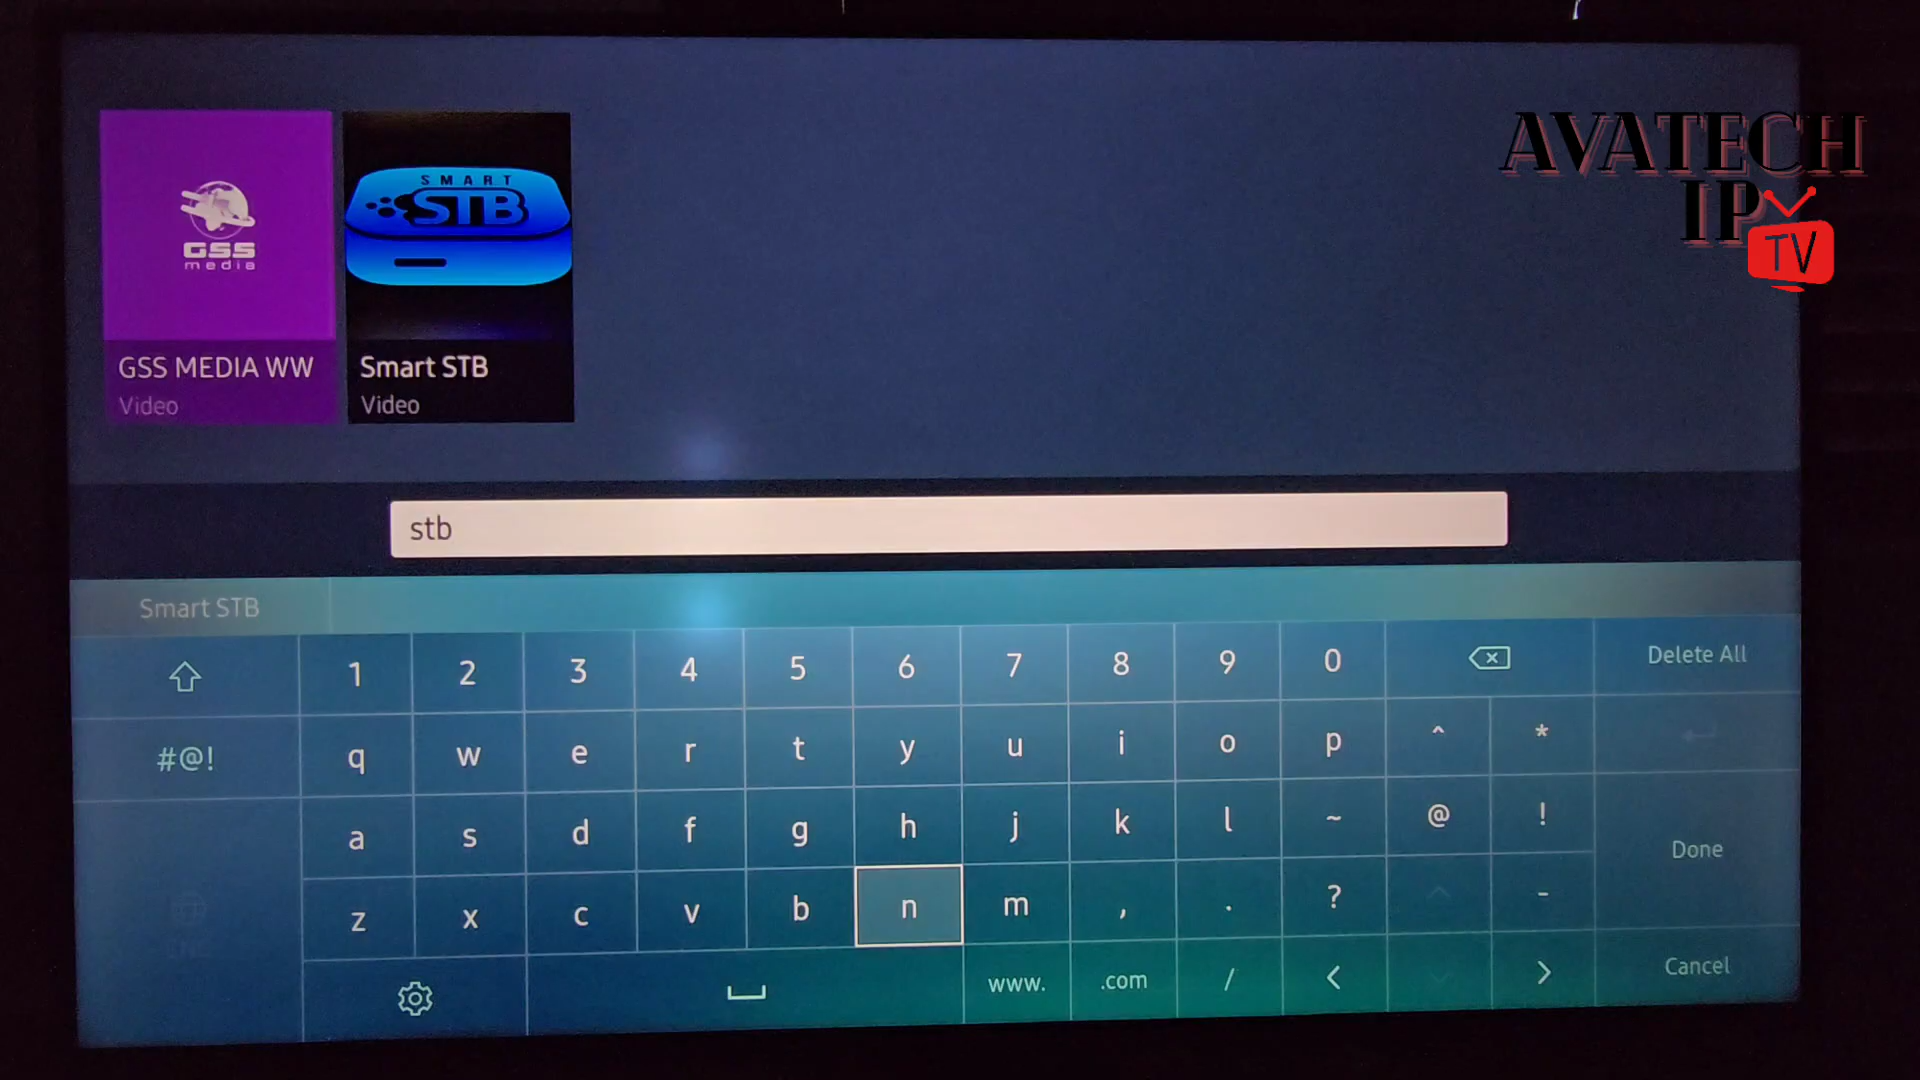 AVATECH
IP
TV
SMART
STB
GSS
media
GSS MEDIA WW
Video
Smart STB
Video
stb
Smart STB
1 2 3 4 5 6 7 8 9 0 Delete All
#@! q w e r t y u i o p ^ *
a s d f g h j k l ~ @ ! Done
z x c v b n m , . ? ^ -
www. .com / < > Cancel